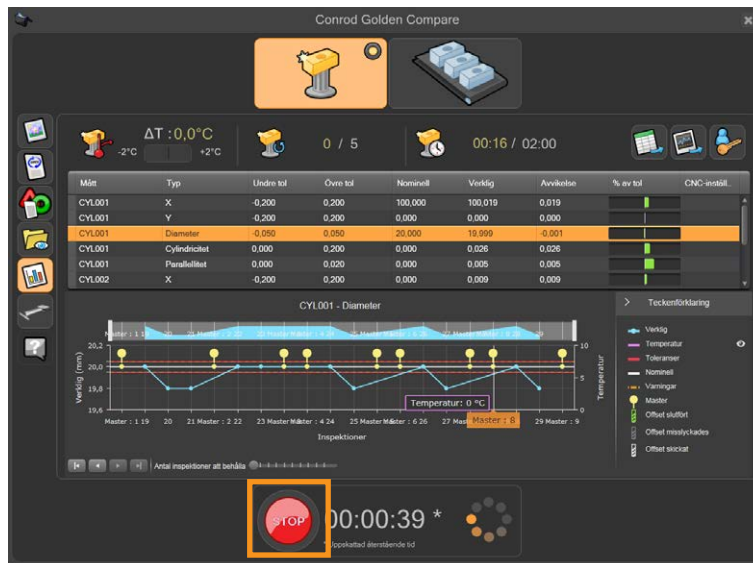 Conrod Golden Compare
ΔT : 0,0°C
-2°C +2°C
0 / 5
00:16 / 02:00
Mått Typ Undre tol Övre tol Nominell Verklig Avvikelse % av tol CNC-inställ..
CYL001 X -0,200 0,200 100,000 100,019 0,019
CYL001 Y -0,200 0,200 0,000 0,000 0,000
CYL001 Diameter -0,050 0,050 20,000 19,999 -0,001
CYL001 Cylindricitet 0,000 0,200 0,000 0,026 0,026
CYL001 Parallellitet 0,000 0,020 0,000 0,005 0,005
CYL002 X -0,200 0,200 0,000 0,009 0,009
CYL001 - Diameter
> Teckenförklaring
Verklig
Temperatur
Toleranser
Nominell
Varningar
Master
Offset slutfört
Offset misslyckades
Offset skickat
Verklig (mm)
20,2
20,0
19,8
19,6
10
5
0
Temperatur
Temperatur: 0 °C
Master : 8
Master : 1 19 20 21 Master : 2 22 23 Master : 4 24 25 Master : 6 26 27 29 Master : 9
Inspektioner
Antal inspektioner att behålla
STOP
00:00:39 *
* Uppskattad återstående tid